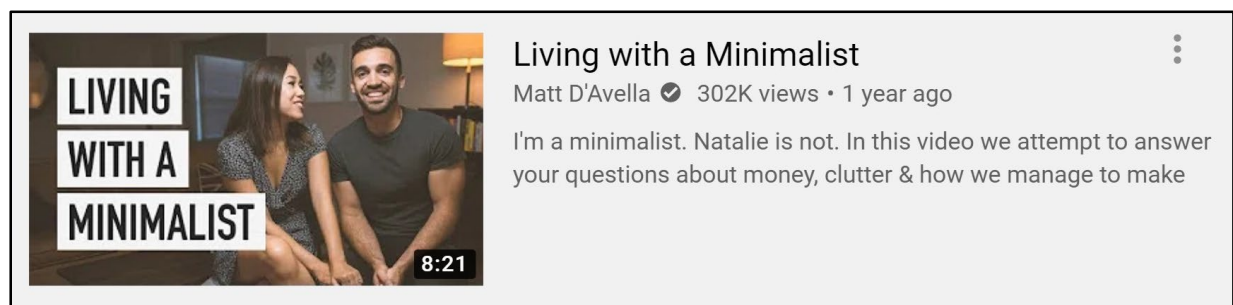 LIVING
WITH A
MINIMALIST
8:21
Living with a Minimalist
Matt D'Avella 302K views • 1 year ago
I'm a minimalist. Natalie is not. In this video we attempt to answer
your questions about money, clutter & how we manage to make